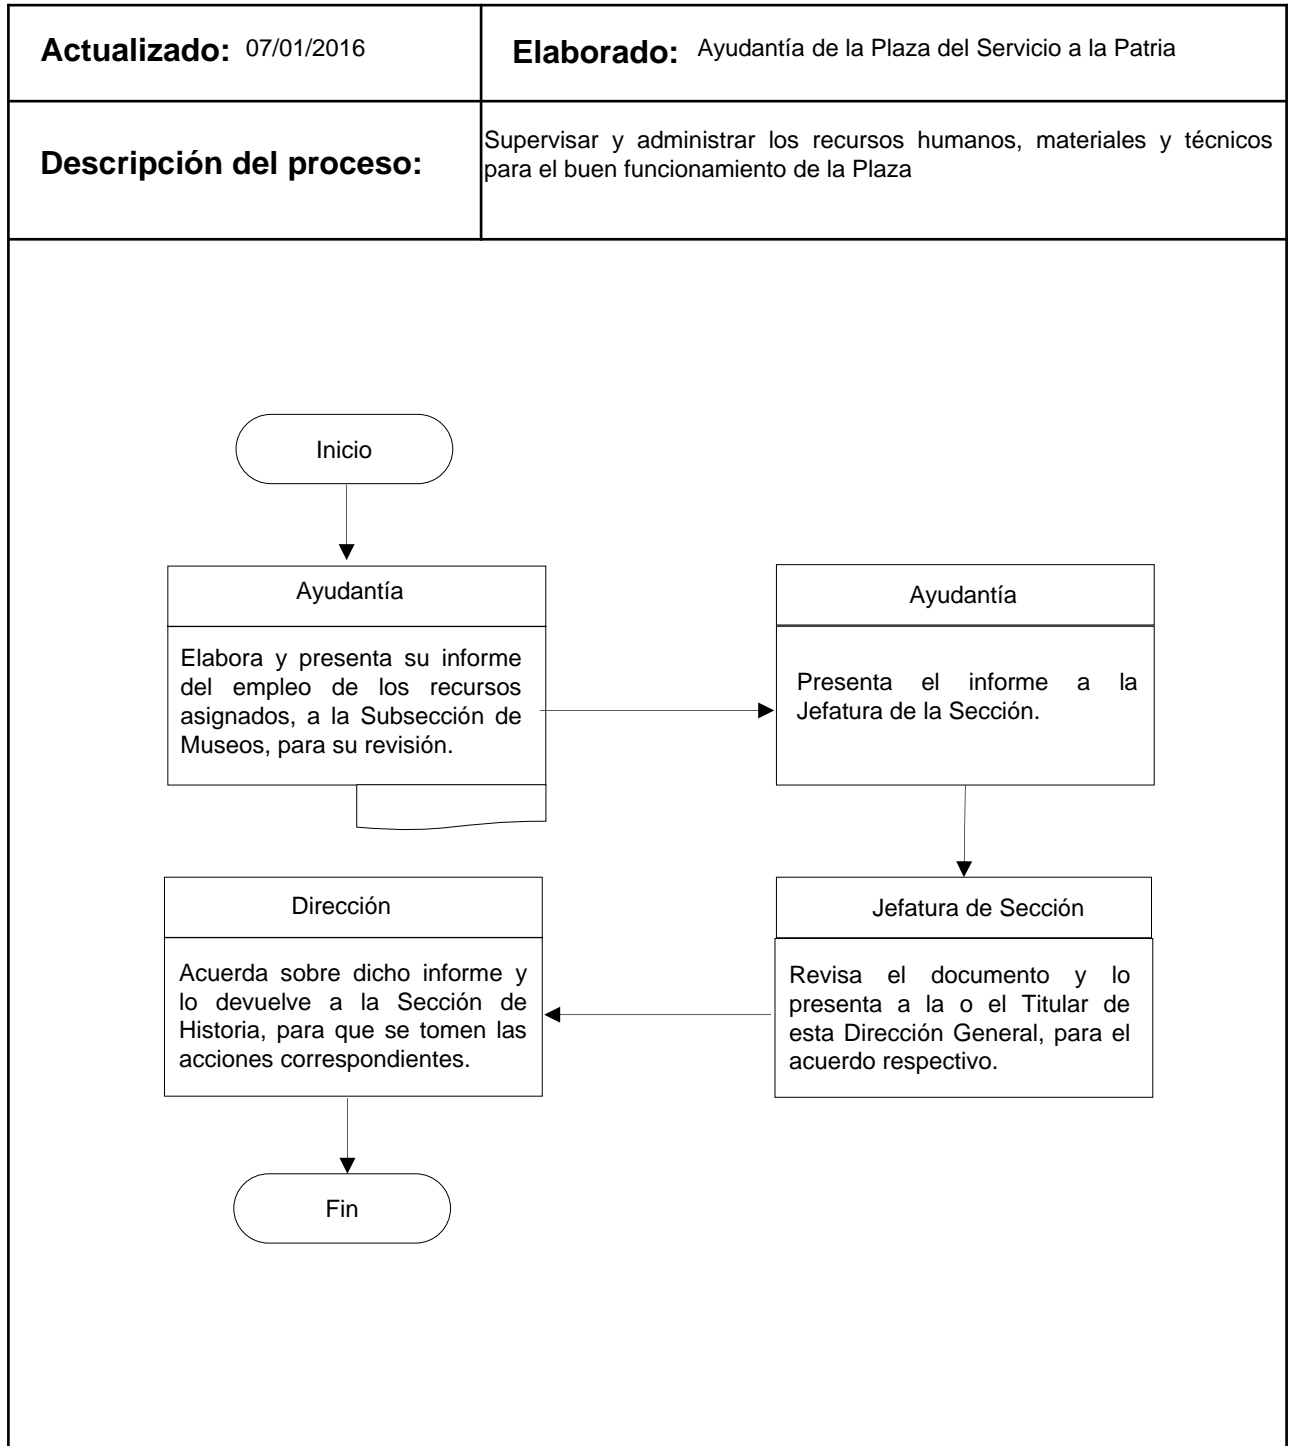 Actualizado: 07/01/2016
Elaborado: Ayudantía de la Plaza del Servicio a la Patria
Descripción del proceso:
Supervisar y administrar los recursos humanos, materiales y técnicos
para el buen funcionamiento de la Plaza
Inicio
Ayudantía
Elabora y presenta su informe
del empleo de los recursos
asignados, a la Subsección de
Museos, para su revisión.
Ayudantía
Presenta el informe a la
Jefatura de la Sección.
Jefatura de Sección
Revisa el documento y lo
presenta a la o el Titular de
esta Dirección General, para el
acuerdo respectivo.
Dirección
Acuerda sobre dicho informe y
lo devuelve a la Sección de
Historia, para que se tomen las
acciones correspondientes.
Fin